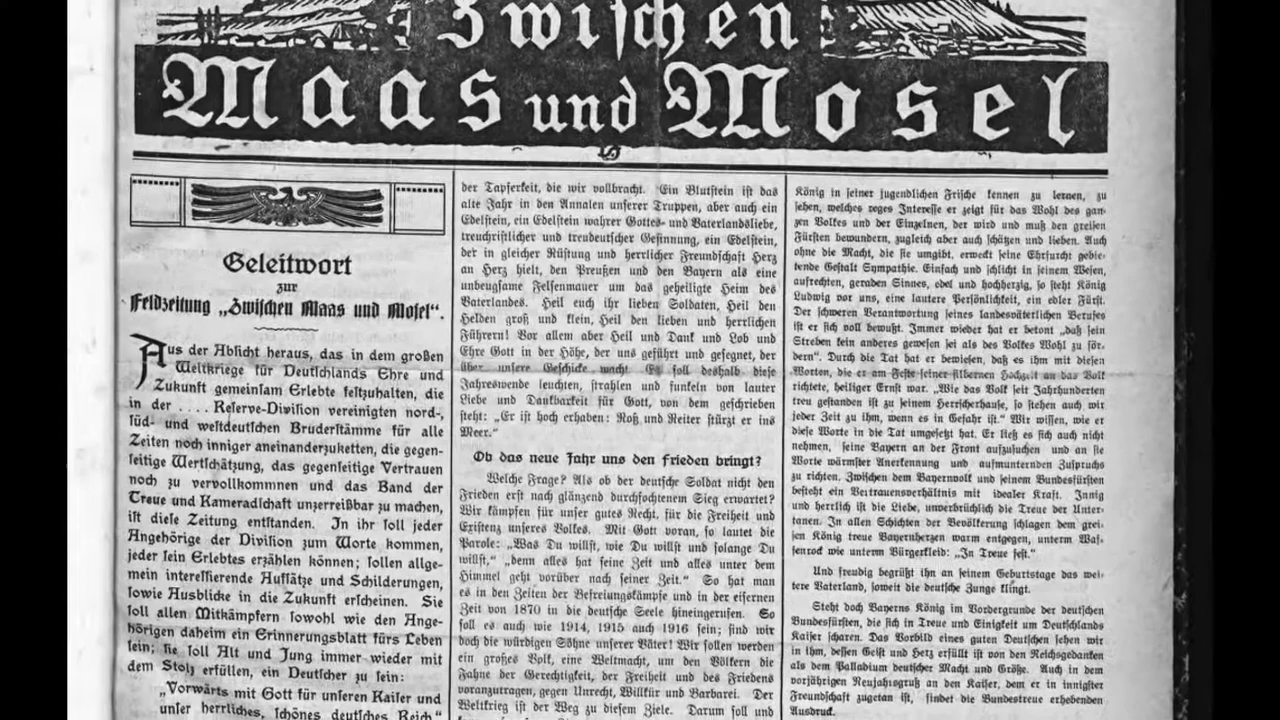 Zwischen
Maas und Mosel
Geleitwort
zur
Feldzeitung „Zwischen Maas und Mosel“.
Aus der Absicht heraus, das in dem großen
Weltkriege für Deutschlands Ehre und
Zukunft gemeinsam Erlebte festzuhalten, die
in der .... Reserve-Division vereinigten nord-,
süd- und westdeutschen Bruderstämme für alle
Zeiten noch inniger aneinanderzuketten, die gegen-
seitige Wertschätzung, das gegenseitige Vertrauen
noch zu vervollkommnen und das Band der
Treue und Kameradschaft unzerreißbar zu machen,
ist diese Zeitung entstanden. In ihr soll jeder
Angehörige der Division zum Worte kommen,
jeder sein Erlebtes erzählen können; sollen allge-
mein interessierende Aufsätze und Schilderungen,
sowie Ausblicke in die Zukunft erscheinen. Sie
soll allen Mitkämpfern sowohl wie den Ange-
hörigen daheim ein Erinnerungsblatt fürs Leben
sein; sie soll Alt und Jung immer wieder mit
dem Stolz erfüllen, ein Deutscher zu sein:
„Vorwärts mit Gott für unseren Kaiser und
unser herrliches, schönes deutsches Reich“
der Tapferkeit, die wir vollbracht. Ein Blutstein ist das
alte Jahr in den Annalen unserer Truppen, aber auch ein
Edelstein, ein Edelstein wahrer Gottes- und Vaterlandsliebe,
treuchristlicher und treudeutscher Gesinnung, ein Edelstein,
der in gleicher Rüstung und herrlicher Freundschaft Herz
an Herz hielt, den Preußen und den Bayern als eine
unbeugsame Felsenmauer um das geheiligte Heim des
Vaterlandes. Heil euch ihr lieben Soldaten, Heil den
Helden groß und klein, Heil den lieben und herrlichen
Führern! Vor allem aber Heil und Dank und Lob und
Ehre Gott in der Höhe, der uns geführt und gesegnet, der
über unsere Geschicke wacht! Es soll deshalb diese
Jahreswende leuchten, strahlen und funkeln von lauter
Liebe und Dankbarkeit für Gott, von dem geschrieben
steht: „Er ist hoch erhaben: Roß und Reiter stürzt er ins
Meer.“
Ob das neue Jahr uns den Frieden bringt?
Welche Frage? Als ob der deutsche Soldat nicht den
Frieden erst nach glänzend durchfochtenem Sieg erwartet?
Wir kämpfen für unser gutes Recht, für die Freiheit und
Existenz unseres Volkes. Mit Gott voran, so lautet die
Parole: „Was Du willst, wie Du willst und solange Du
willst,“ „denn alles hat seine Zeit und alles unter dem
Himmel geht vorüber nach seiner Zeit.“ So hat man
es in den Zeiten der Befreiungskämpfe und in der eisernen
Zeit von 1870 in die deutsche Seele hineingerufen. So
soll es auch wie 1914, 1915 auch 1916 sein; sind wir
doch die würdigen Söhne unserer Väter! Wir sollen werden
ein großes Volk, eine Weltmacht, um den Völkern die
Fahne der Gerechtigkeit, der Freiheit und des Friedens
voranzutragen, gegen Unrecht, Willkür und Barbarei. Der
Weltkrieg ist der Weg zu diesem Ziele. Darum soll und
König in seiner jugendlichen Frische kennen zu lernen, zu
sehen, welches reges Interesse er zeigt für das Wohl des gan-
zen Volkes und der Einzelnen, der wird und muß den greisen
Fürsten bewundern, zugleich aber auch schätzen und lieben. Auch
ohne die Macht, die sie umgibt, erweckt seine Ehrfurcht gebie-
tende Gestalt Sympathie. Einfach und schlicht in seinem Wesen,
aufrechten, geraden Sinnes, edel und hochherzig, so steht König
Ludwig vor uns, eine lautere Persönlichkeit, ein edler Fürst.
Der schweren Verantwortung seines landesväterlichen Berufes
ist er sich voll bewußt. Immer wieder hat er betont „daß sein
Streben kein anderes gewesen sei als des Volkes Wohl zu för-
dern“. Durch die Tat hat er bewiesen, daß es ihm mit diesen
Worten, die er am Feste seiner silbernen Hochzeit an das Volk
richtete, heiliger Ernst war. „Wie das Volk seit Jahrhunderten
treu gestanden ist zu seinem Herrscherhause, so stehen auch wir
jeder Zeit zu ihm, wenn es in Gefahr ist.“ Wir wissen, wie er
diese Worte in die Tat umgesetzt hat. Er ließ es sich auch nicht
nehmen, seine Bayern an der Front aufzusuchen und an sie
Worte wärmster Anerkennung und aufmunternden Zuspruchs
zu richten. Zwischen dem Bayernvolk und seinem Bundesfürsten
besteht ein Vertrauensverhältnis mit idealer Kraft. Innig
und herrlich ist die Liebe, unverbrüchlich die Treue der Unter-
tanen. In allen Schichten der Bevölkerung schlagen dem grei-
sen König treue Bayernherzen warm entgegen, unterm Waf-
fenrock wie unterm Bürgerkleid: „In Treue fest.“
Und freudig begrüßt ihn an seinem Geburtstage das wei-
tere Vaterland, soweit die deutsche Zunge klingt.
Steht doch Bayerns König im Vordergrunde der deutschen
Bundesfürsten, die sich in Treue und Einigkeit um Deutschlands
Kaiser scharen. Das Vorbild eines guten Deutschen sehen wir
in ihm, dessen Geist und Herz erfüllt ist von den Reichsgedanken
als dem Palladium deutscher Macht und Größe. Auch in dem
vorjährigen Neujahrsgruß an den Kaiser, dem er in innigster
Freundschaft zugetan ist, findet die Bundestreue erhebenden
Ausdruck.